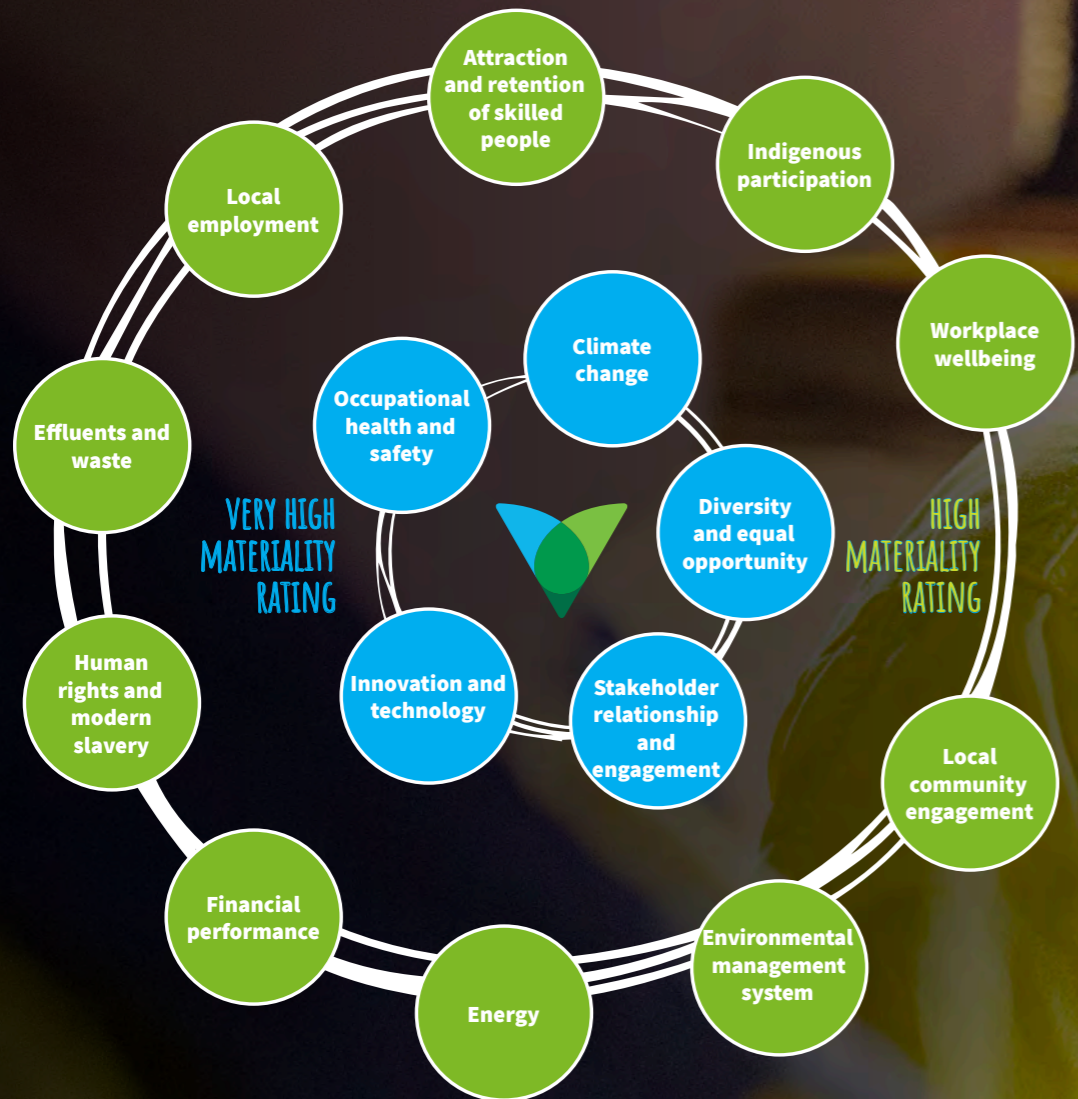 Attraction
and retention
of skilled
people
Indigenous
participation
Local
employment
Workplace
wellbeing
Climate
change
Occupational
health and
safety
Effluents and
waste
Diversity
and equal
opportunity
VERY HIGH
MATERIALITY
RATING
HIGH
MATERIALITY
RATING
Human
rights and
modern
slavery
Innovation and
technology
Stakeholder
relationship
and
engagement
Local
community
engagement
Financial
performance
Environmental
management
system
Energy